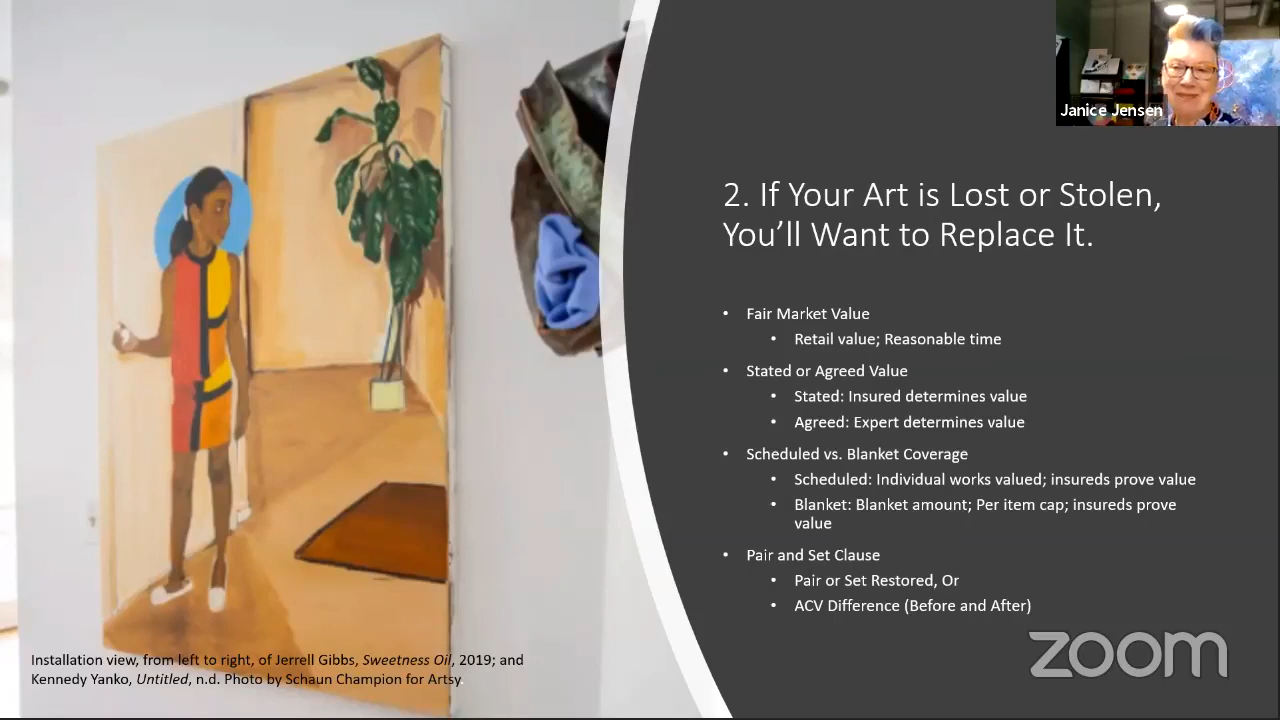 Janice Jensen
2. If Your Art is Lost or Stolen,
You'll Want to Replace It.
• Fair Market Value
• Retail value; Reasonable time
• Stated or Agreed Value
• Stated: Insured determines value
• Agreed: Expert determines value
• Scheduled vs. Blanket Coverage
• Scheduled: Individual works valued; insureds prove value
• Blanket: Blanket amount; Per item cap; insureds prove
value
• Pair and Set Clause
• Pair or Set Restored, Or
• ACV Difference (Before and After)
Installation view, from left to right, of Jerrell Gibbs, Sweetness Oil, 2019; and
Kennedy Yanko, Untitled, n.d. Photo by Schaun Champion for Artsy.
zoom